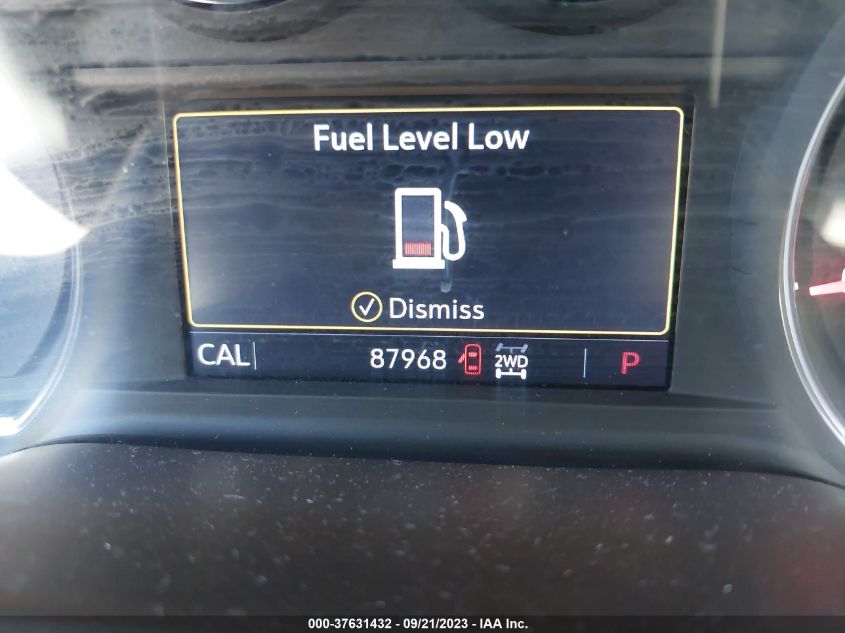 Fuel Level Low
Dismiss
CAL 87968 2WD P
000-37631432 - 09/21/2023 - IAA Inc.